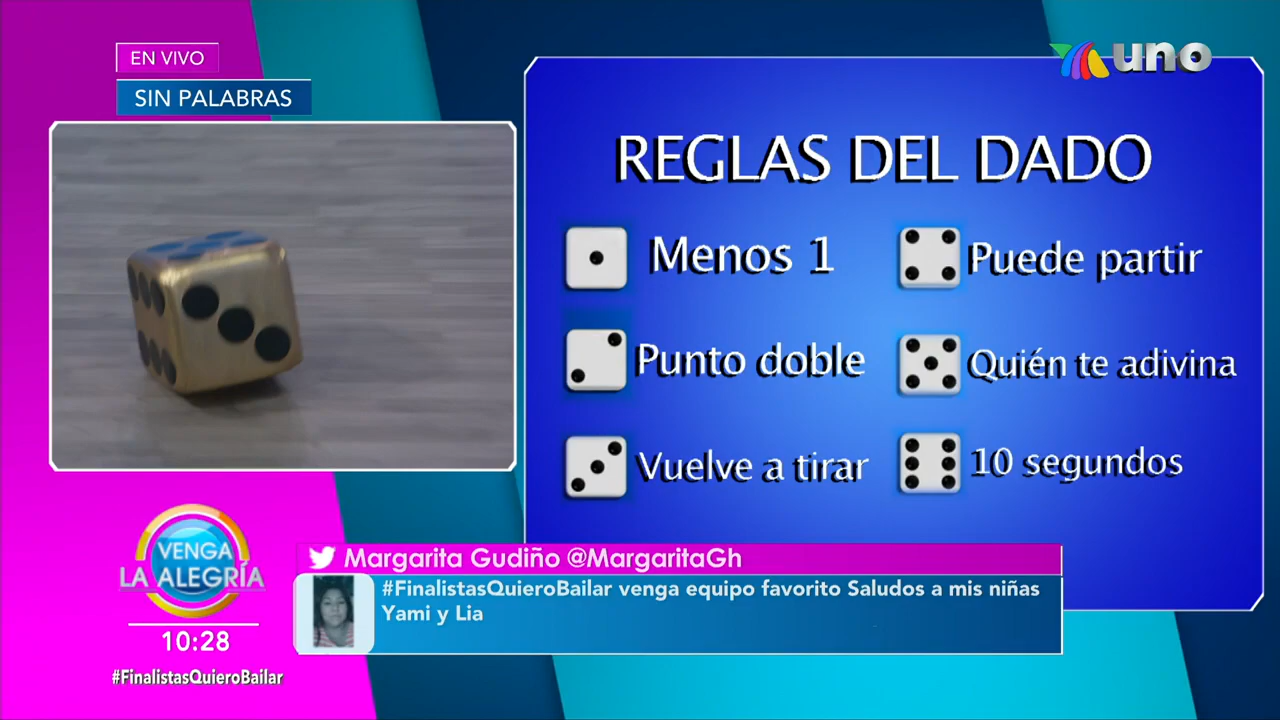 EN VIVO
SIN PALABRAS
uno
REGLAS DEL DADO
Menos 1
Puede partir
Punto doble
Quién te adivina
Vuelve a tirar
10 segundos
Margarita Gudiño @MargaritaGh
#FinalistasQuieroBailar venga equipo favorito Saludos a mis niñas
Yami y Lia
VENGA
LA ALEGRÍA
10:28
#FinalistasQuieroBailar